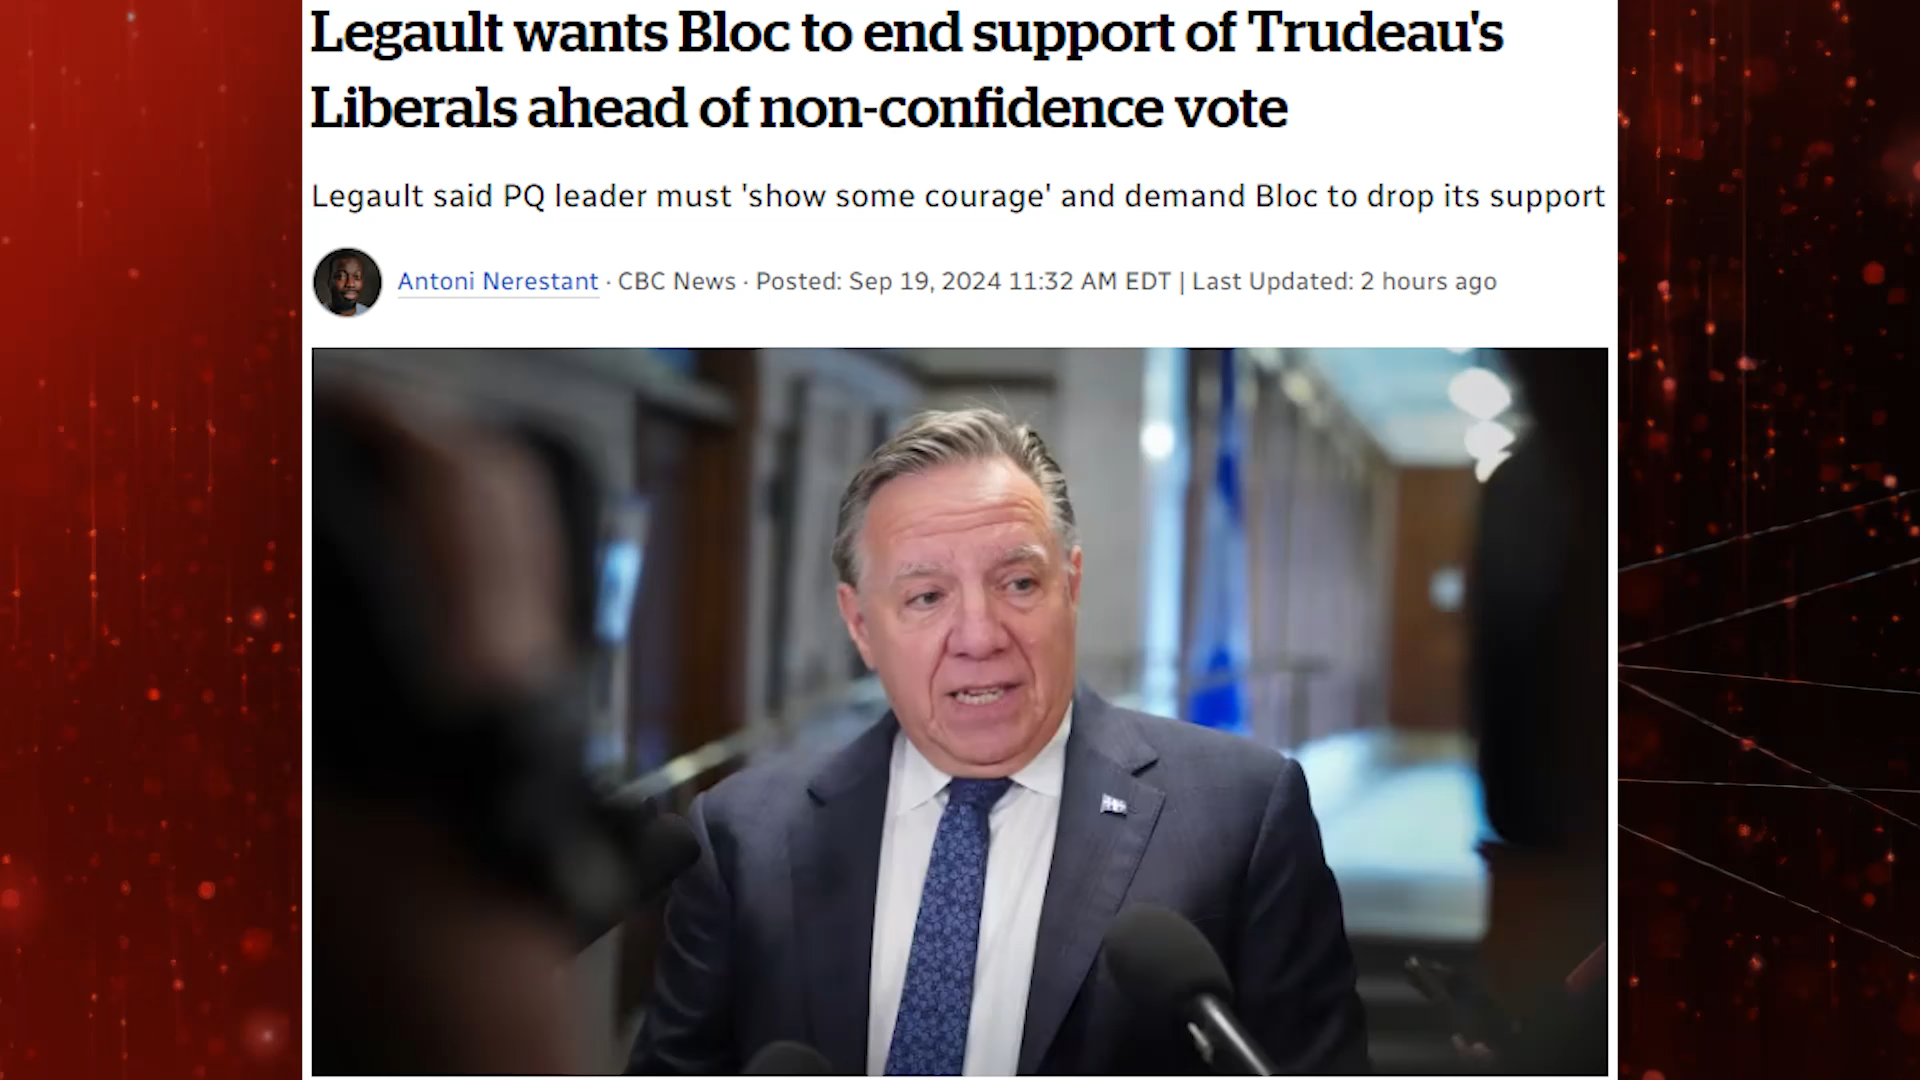 Legault wants Bloc to end support of Trudeau's
Liberals ahead of non-confidence vote
Legault said PQ leader must 'show some courage' and demand Bloc to drop its support
Antoni Nerestant · CBC News · Posted: Sep 19, 2024 11:32 AM EDT | Last Updated: 2 hours ago